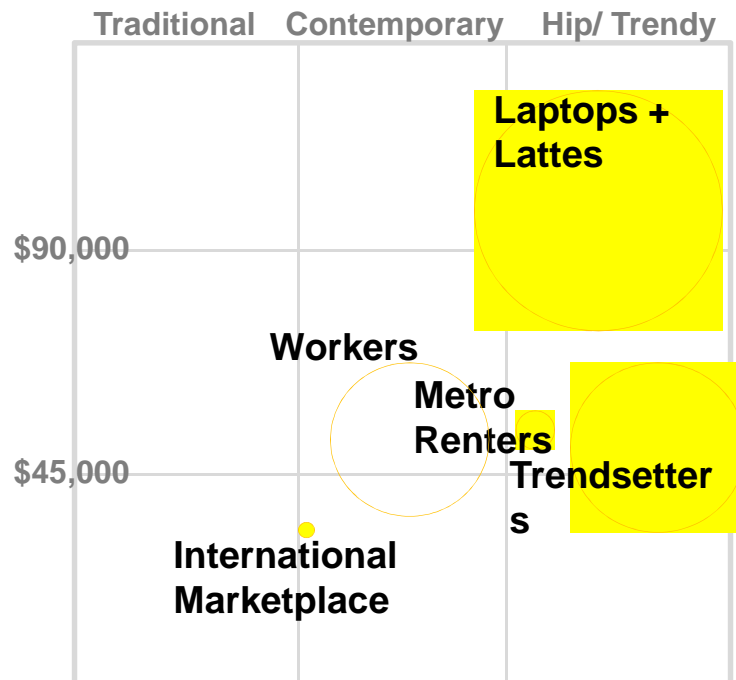 Traditional Contemporary Hip/ Trendy
Laptops +
Lattes
$90,000
Workers
Metro
Renters
$45,000
Trendsetter
s
International
Marketplace